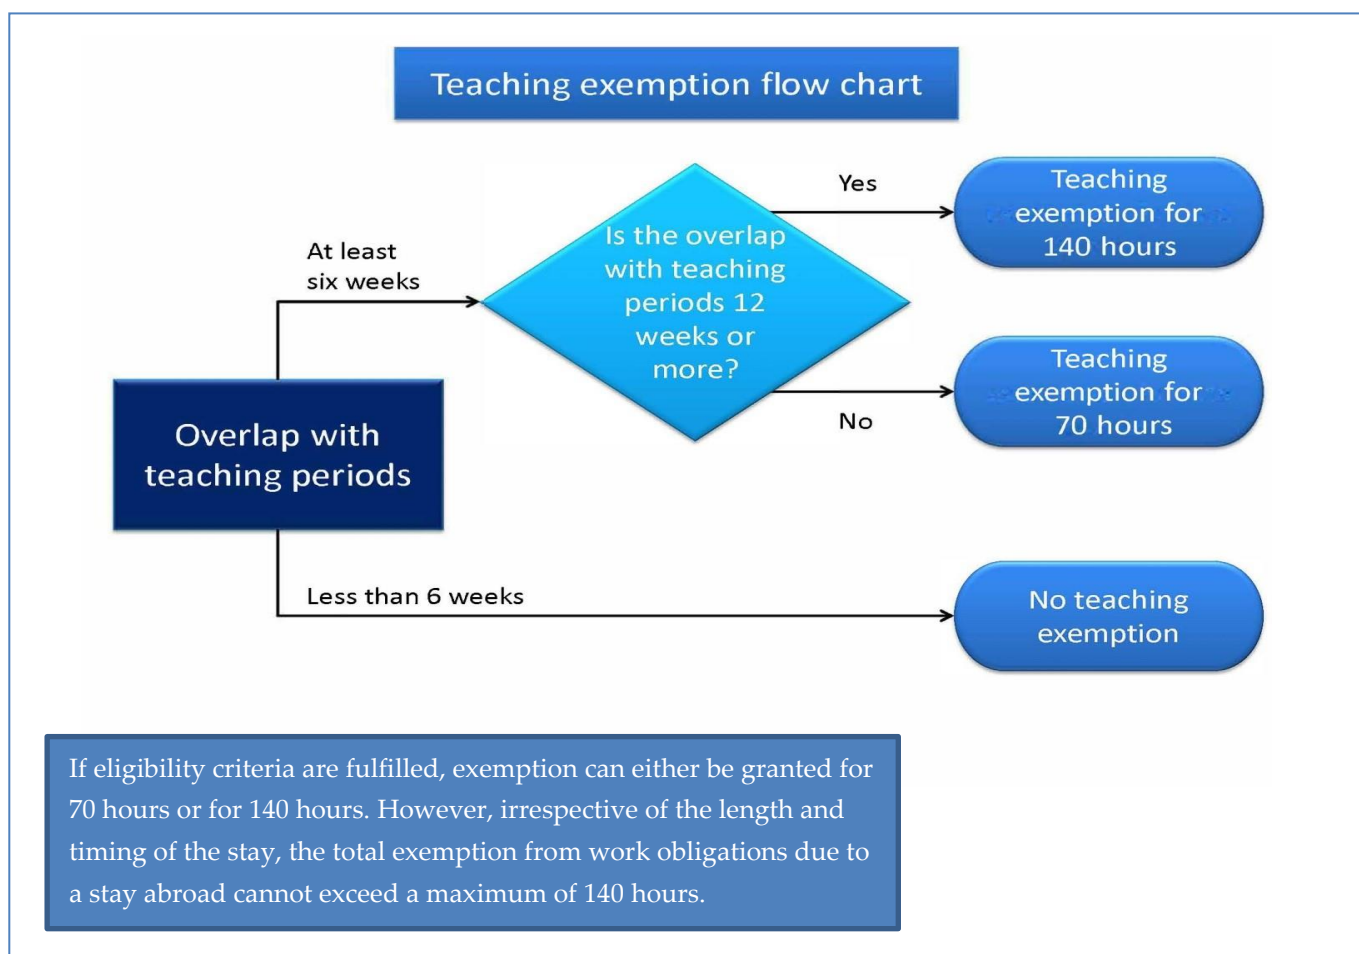 Teaching exemption flow chart
Yes
Teaching
exemption for
140 hours
At least
six weeks
Is the overlap
with teaching
periods 12
weeks or
more?
Teaching
exemption for
70 hours
No
Overlap with
teaching periods
Less than 6 weeks
No teaching
exemption
If eligibility criteria are fulfilled, exemption can either be granted for
70 hours or for 140 hours. However, irrespective of the length and
timing of the stay, the total exemption from work obligations due to
a stay abroad cannot exceed a maximum of 140 hours.